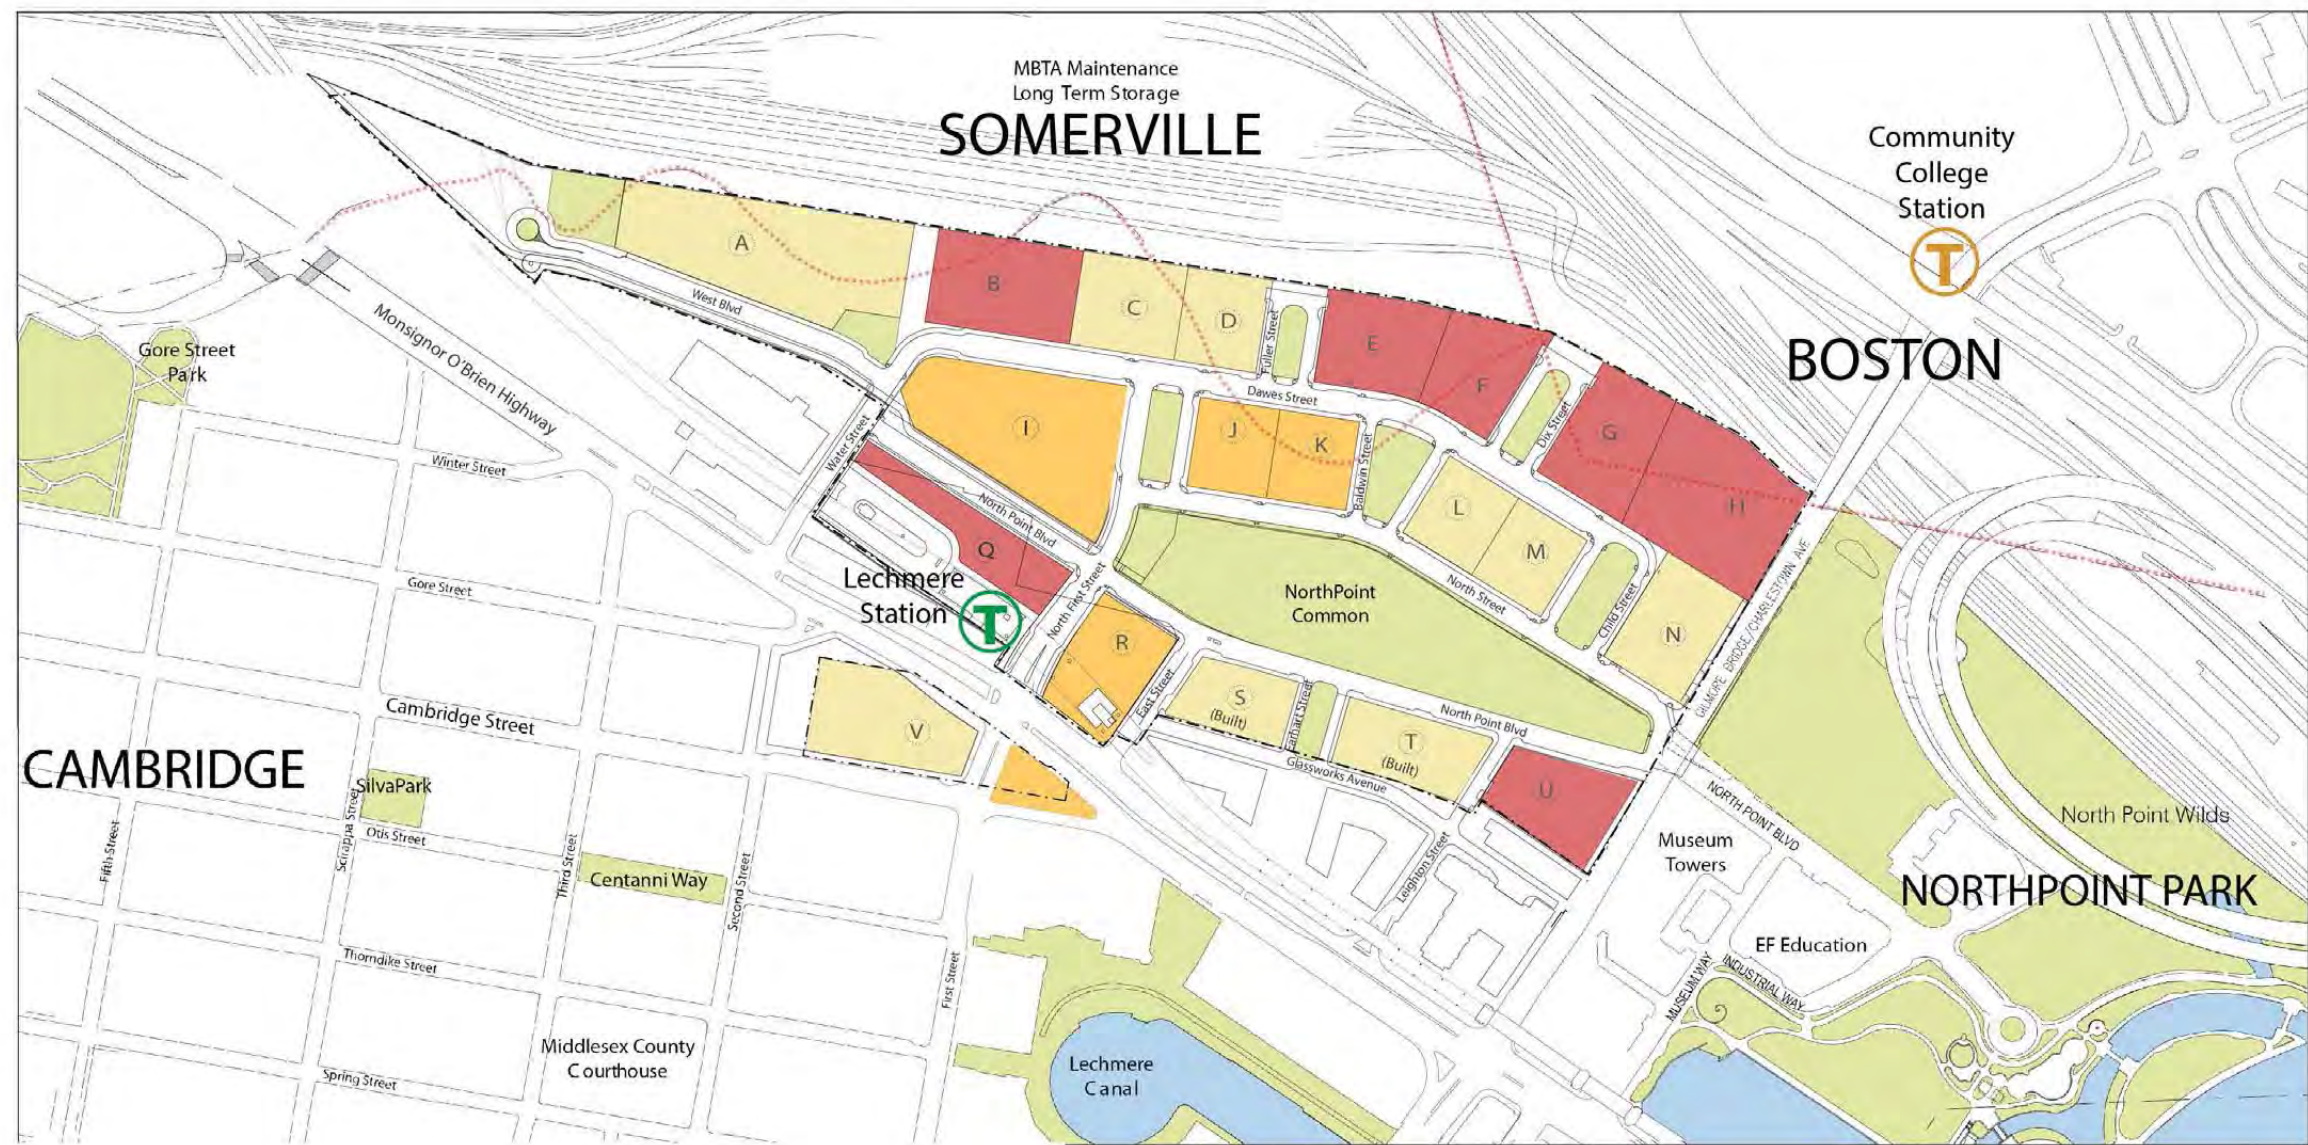 MBTA Maintenance
Long Term Storage
SOMERVILLE
Community
College
Station
T
BOSTON
A
B
C
D
E
F
G
H
West Blvd
Fuller Street
Dawes Street
Dix Street
Gore Street
Park
Monsignor O'Brien Highway
Water Street
Winter Street
I
J
K
Baldwin Street
L
M
N
North Point Blvd
Q
Lechmere
Station
T
North First Street
NorthPoint
Common
North Street
Child Street
GILMORE BRIDGE/CHARLESTOWN AVE.
Gore Street
R
East Street
S
(Built)
Earhart Street
T
(Built)
North Point Blvd
Glassworks Avenue
U
V
Cambridge Street
CAMBRIDGE
SilvaPark
Otis Street
Scirappa Street
Fifth Street
Third Street
Centanni Way
Second Street
Leighton Street
Museum
Towers
NORTH POINT BLVD
North Point Wilds
NORTHPOINT PARK
EF Education
MUSEUM WAY
INDUSTRIAL WAY
Thorndike Street
First Street
Middlesex County
Courthouse
Spring Street
Lechmere
Canal